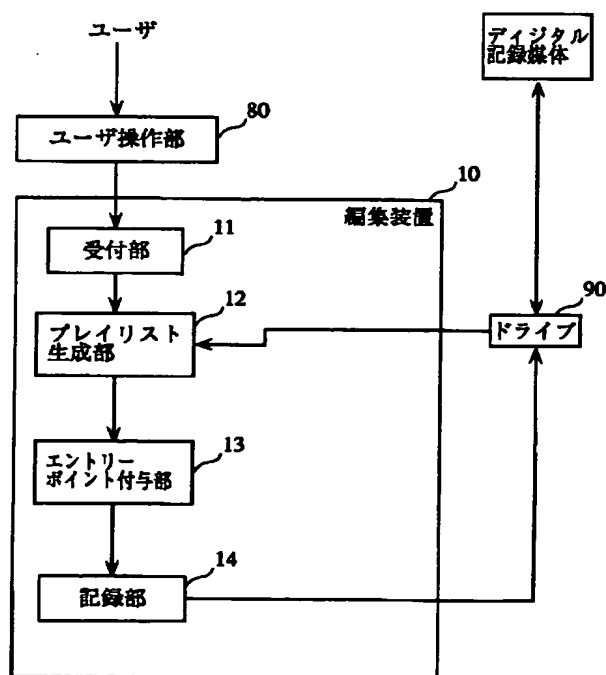 ユーザ
ディジタル
記録媒体
80
ユーザ操作部
10
編集装置
11
受付部
12
プレイリスト
生成部
90
ドライブ
13
エントリー
ポイント付与部
14
記録部